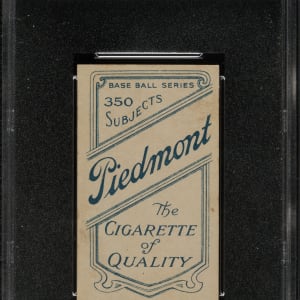 BASE BALL SERIES
350
SUBJECTS
Piedmont
The
CIGARETTE
of
QUALITY